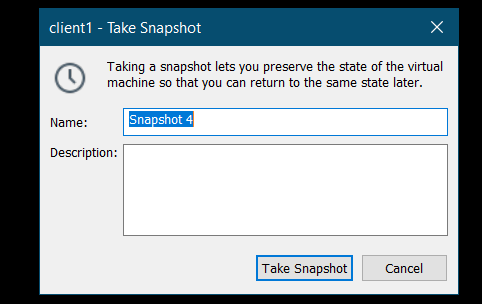 client1 - Take Snapshot
Taking a snapshot lets you preserve the state of the virtual
machine so that you can return to the same state later.
Name:
Snapshot 4
Description:
Take Snapshot
Cancel